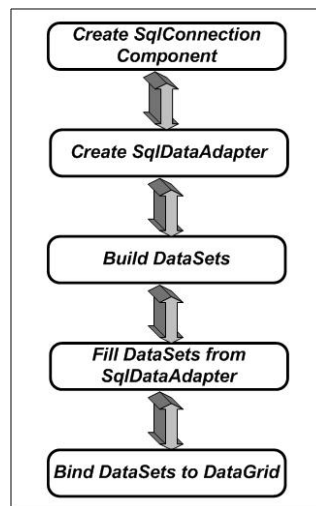 Create SqlConnection
Component
Create SqlDataAdapter
Build DataSets
Fill DataSets from
SqlDataAdapter
Bind DataSets to DataGrid